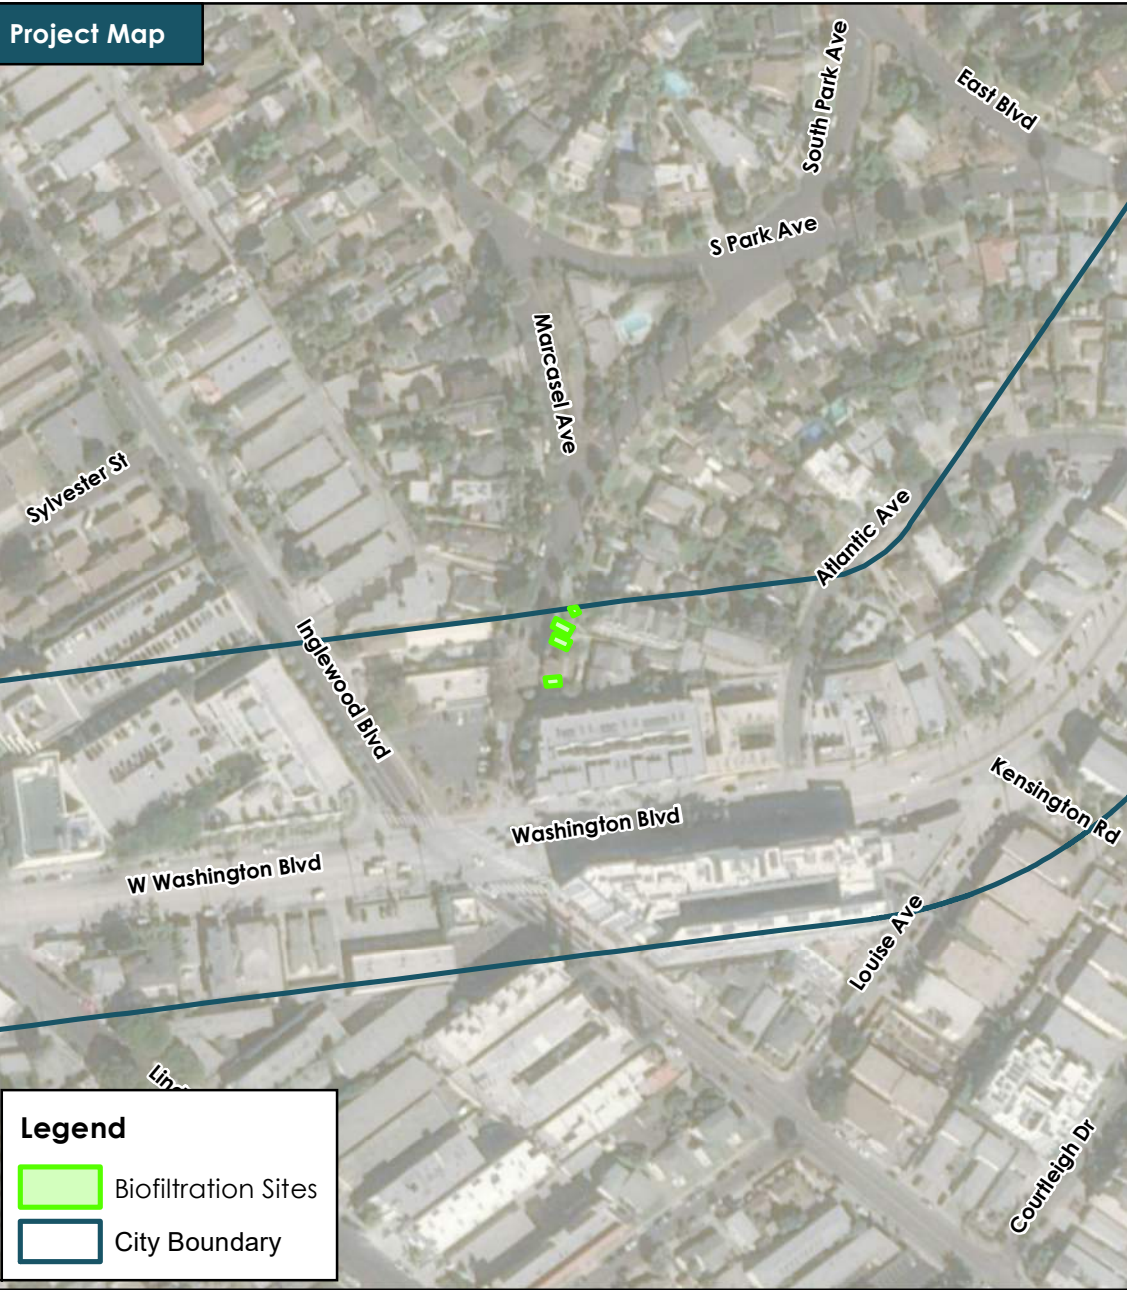 Project Map
South Park Ave
East Blvd
S Park Ave
Marcasel Ave
Sylvester St
Atlantic Ave
Inglewood Blvd
Kensington Rd
Washington Blvd
W Washington Blvd
Louise Ave
Courtleigh Dr
Legend
Biofiltration Sites
City Boundary